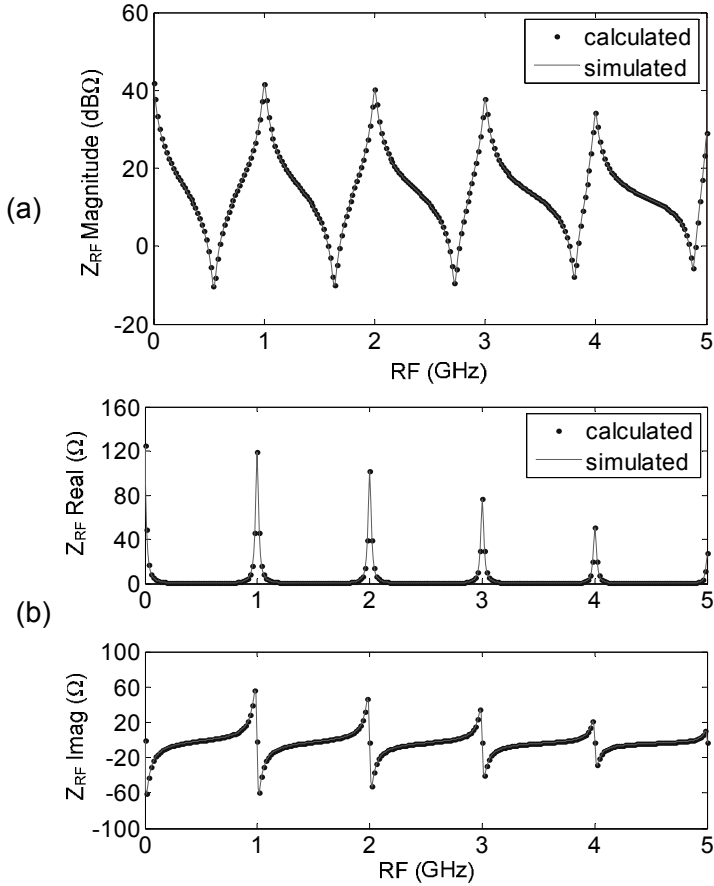 (a)
Z_RF Magnitude (dBΩ)
60
40
20
0
-20
calculated
simulated
0 1 2 3 4 5
RF (GHz)
(b)
Z_RF Real (Ω)
160
120
80
40
0
calculated
simulated
0 1 2 3 4 5
Z_RF Imag (Ω)
100
60
20
-20
-60
-100
0 1 2 3 4 5
RF (GHz)